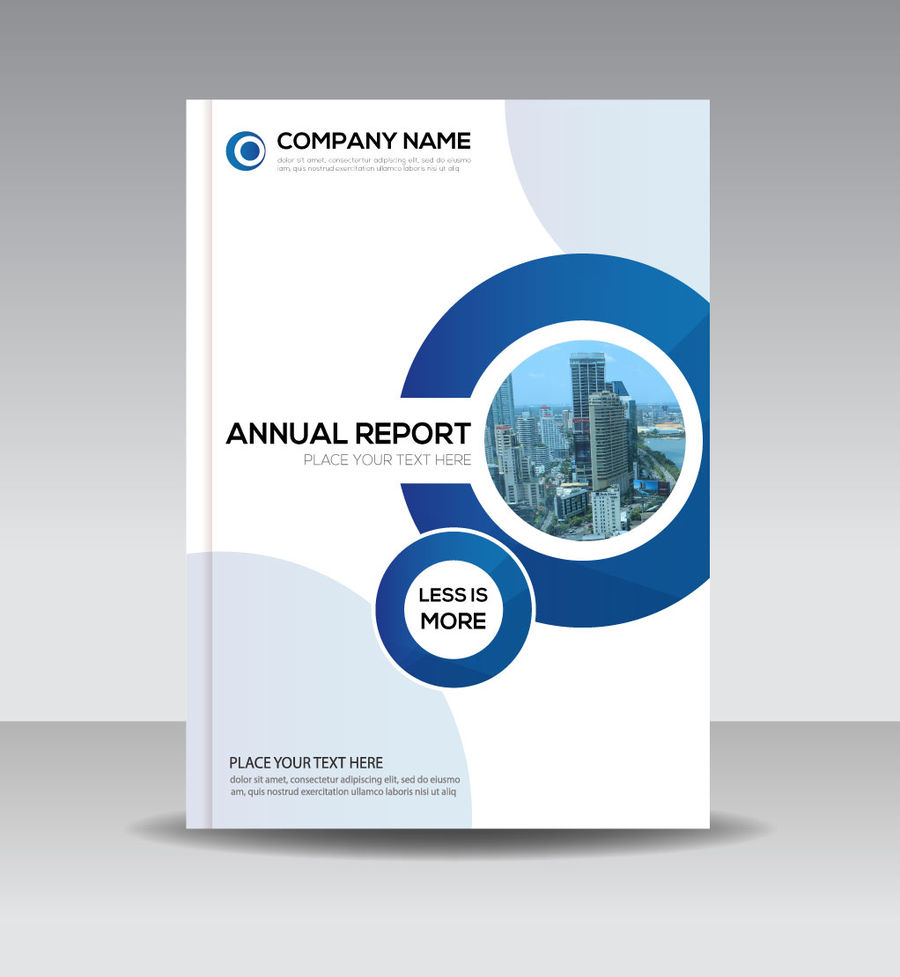 COMPANY NAME
dolor sit amet, consectetur adipiscing elit, sed do eiusmo
iam, quis nostrud exercitation ullamco laboris nisi ut aliq
ANNUAL REPORT
PLACE YOUR TEXT HERE
LESS IS
MORE
PLACE YOUR TEXT HERE
dolor sit amet, consectetur adipiscing elit, sed do eiusmo
am, quis nostrud exercitation ullamco laboris nisi ut aliq